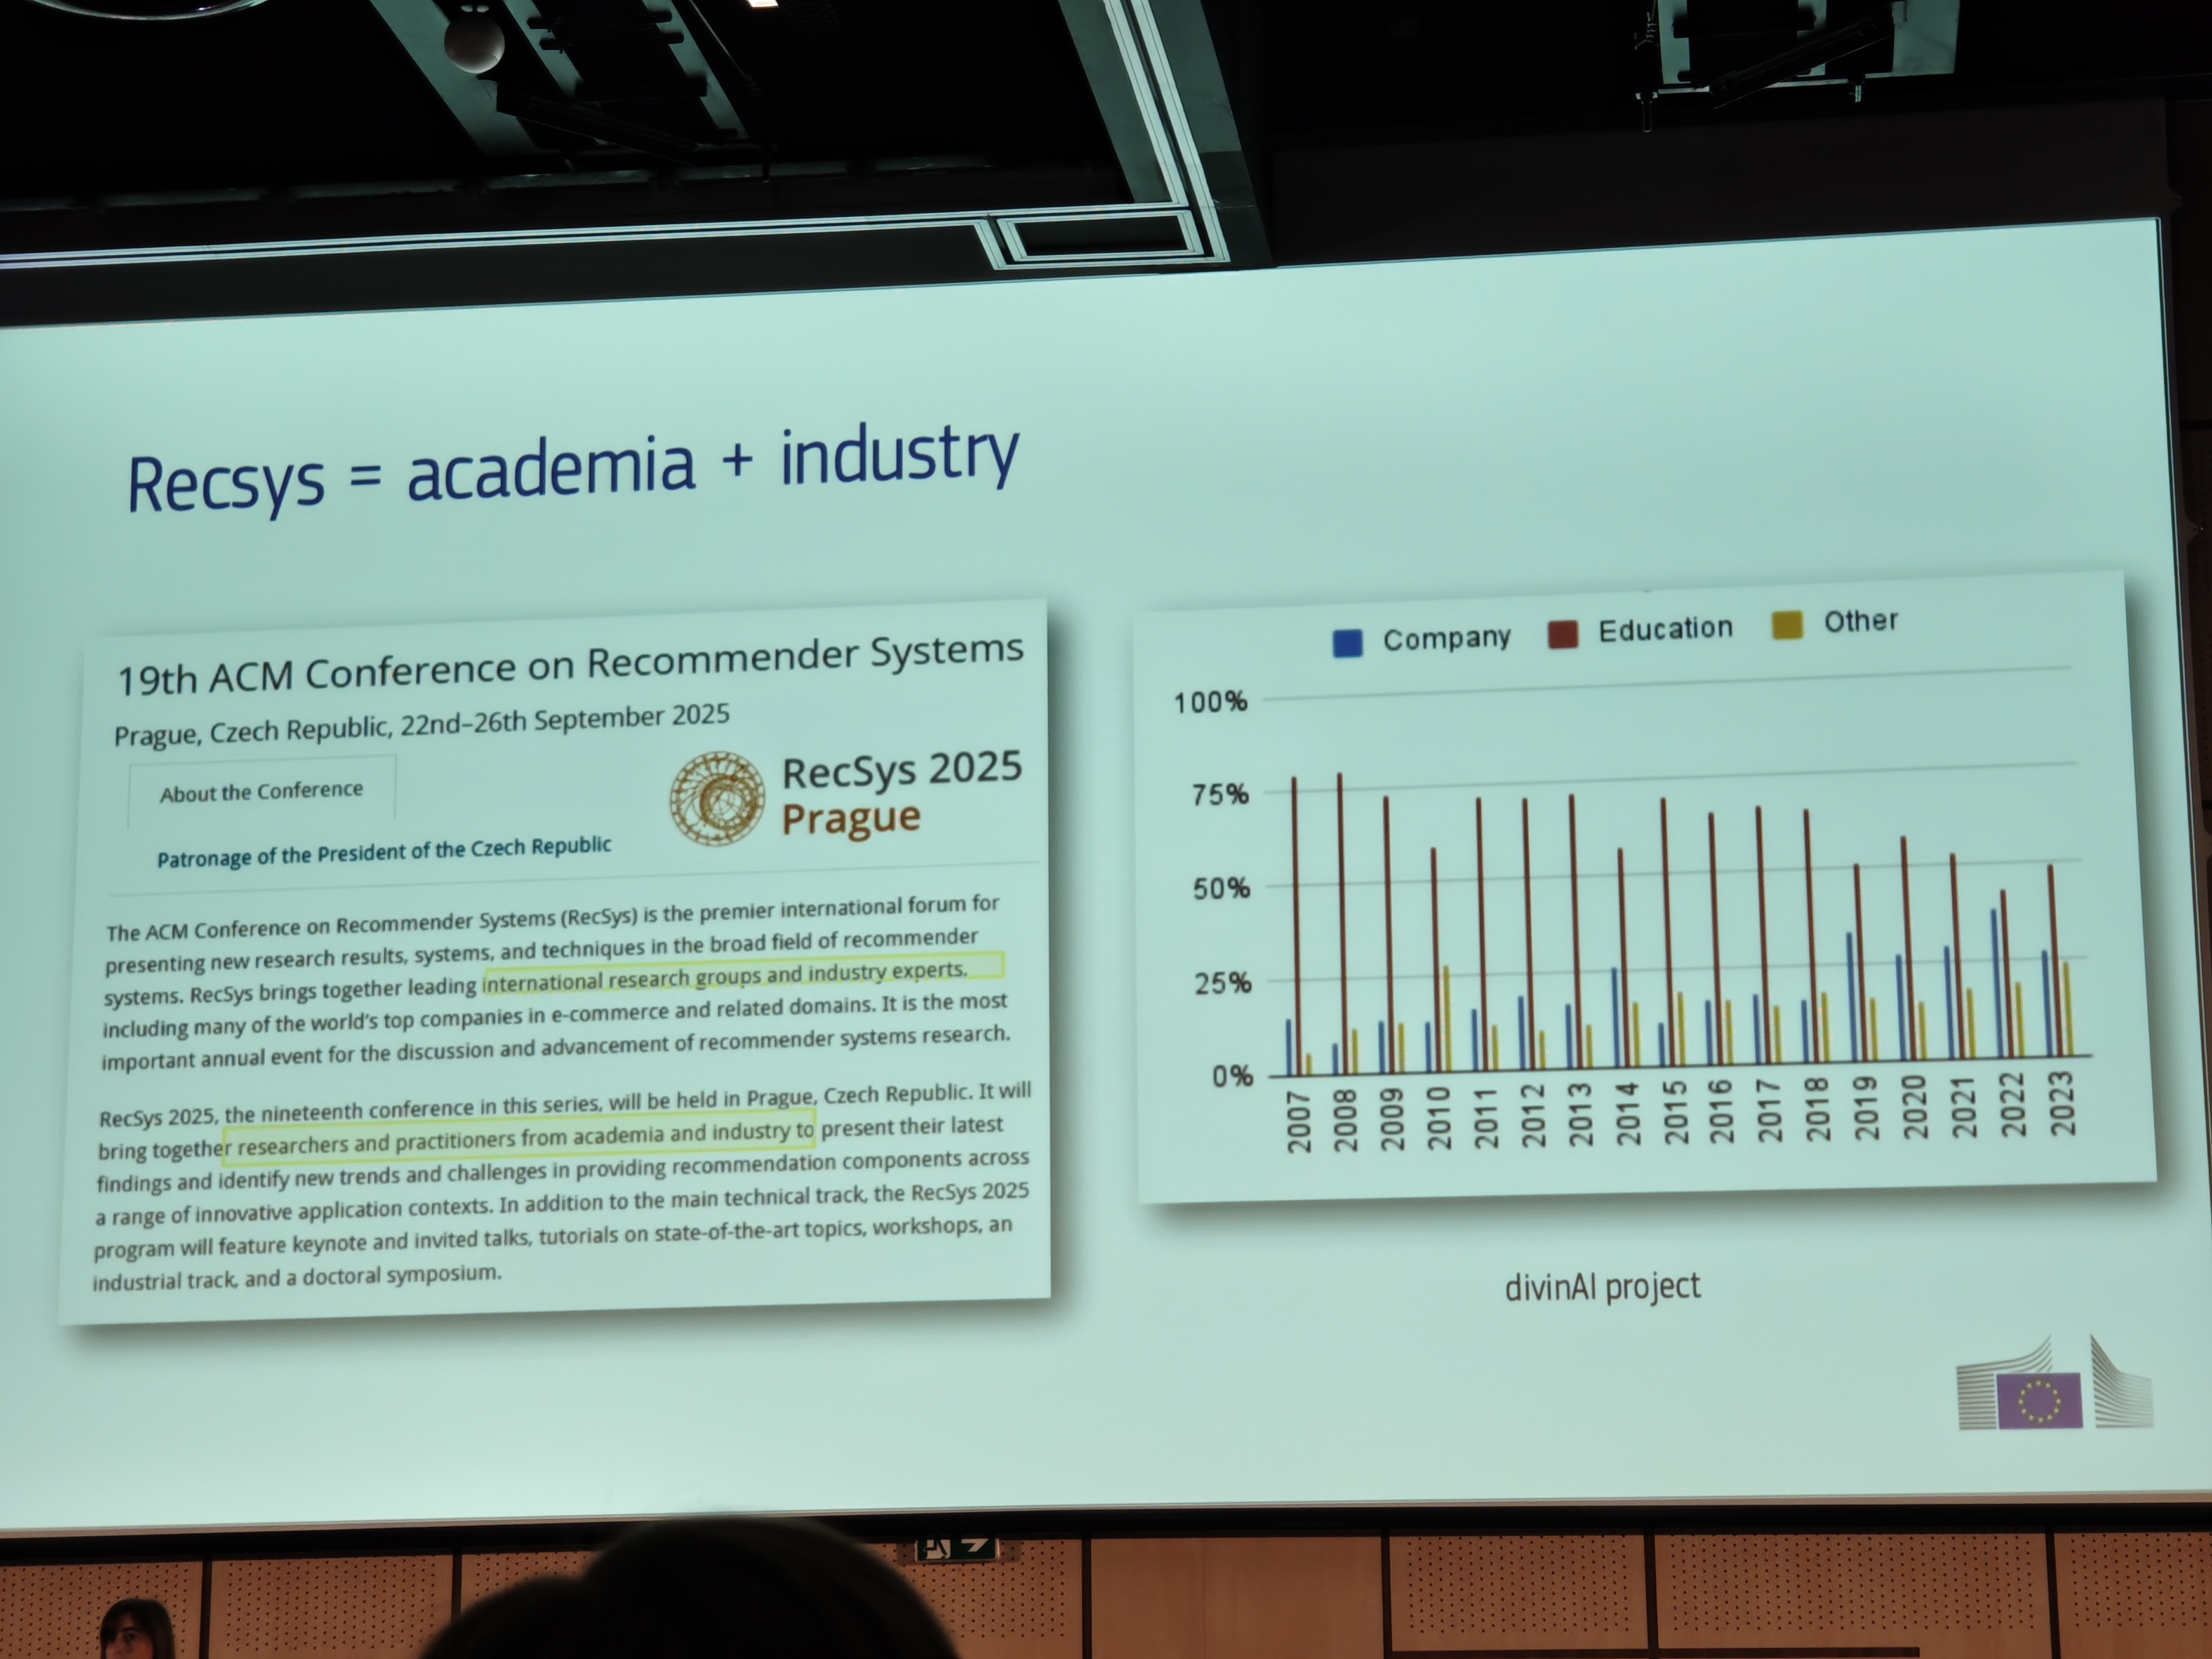 Recsys = academia + industry
19th ACM Conference on Recommender Systems
Prague, Czech Republic, 22nd–26th September 2025
About the Conference
RecSys 2025
Prague
Patronage of the President of the Czech Republic
The ACM Conference on Recommender Systems (RecSys) is the premier international forum for
presenting new research results, systems, and techniques in the broad field of recommender
systems. RecSys brings together leading international research groups and industry experts.
including many of the world's top companies in e-commerce and related domains. It is the most
important annual event for the discussion and advancement of recommender systems research.
RecSys 2025, the nineteenth conference in this series, will be held in Prague, Czech Republic. It will
bring together researchers and practitioners from academia and industry to present their latest
findings and identify new trends and challenges in providing recommendation components across
a range of innovative application contexts. In addition to the main technical track, the RecSys 2025
program will feature keynote and invited talks, tutorials on state-of-the-art topics, workshops, an
industrial track, and a doctoral symposium.
Company Education Other
100%
75%
50%
25%
0%
2007 2008 2009 2010 2011 2012 2013 2014 2015 2016 2017 2018 2019 2020 2021 2022 2023
divinAI project